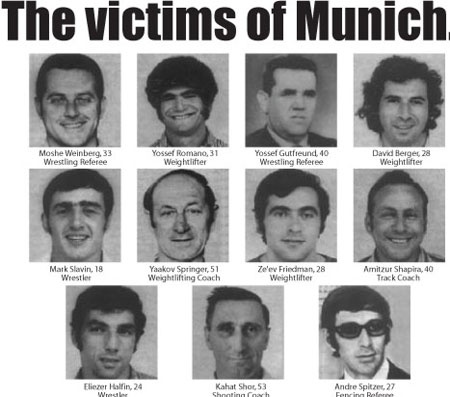 The victims of Munich.
Moshe Weinberg, 33
Wrestling Referee
Yossef Romano, 31
Weightlifter
Yossef Gutfreund, 40
Wrestling Referee
David Berger, 28
Weightlifter
Mark Slavin, 18
Wrestler
Yaakov Springer, 51
Weightlifting Coach
Ze'ev Friedman, 28
Weightlifter
Amitzur Shapira, 40
Track Coach
Eliezer Halfin, 24
Wrestler
Kahat Shor, 53
Shooting Coach
Andre Spitzer, 27
Fencing Referee